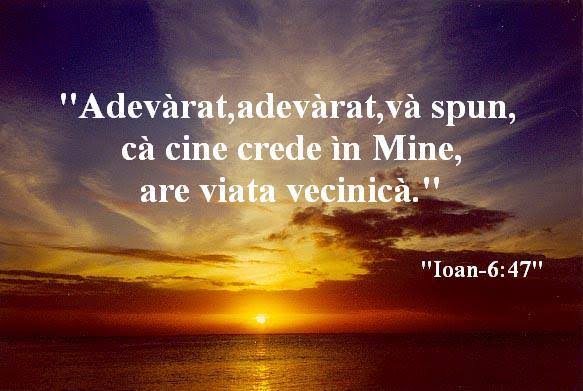 "Adevàrat,adevàrat,và spun,
cà cine crede ìn Mine,
are viata vecinicà."
"Ioan-6:47"